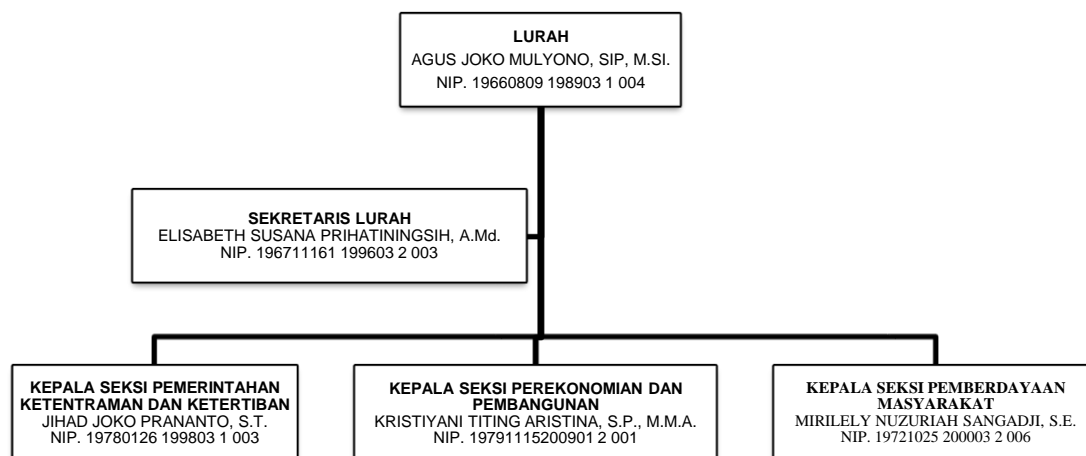 LURAH
AGUS JOKO MULYONO, SIP, M.SI.
NIP. 19660809 198903 1 004
SEKRETARIS LURAH
ELISABETH SUSANA PRIHATININGSIH, A.Md.
NIP. 196711161 199603 2 003
KEPALA SEKSI PEMERINTAHAN
KETENTRAMAN DAN KETERTIBAN
JIHAD JOKO PRANANTO, S.T.
NIP. 19780126 199803 1 003
KEPALA SEKSI PEREKONOMIAN DAN
PEMBANGUNAN
KRISTIYANI TITING ARISTINA, S.P., M.M.A.
NIP. 19791115200901 2 001
KEPALA SEKSI PEMBERDAYAAN
MASYARAKAT
MIRILELY NUZURIAH SANGADJI, S.E.
NIP. 19721025 200003 2 006